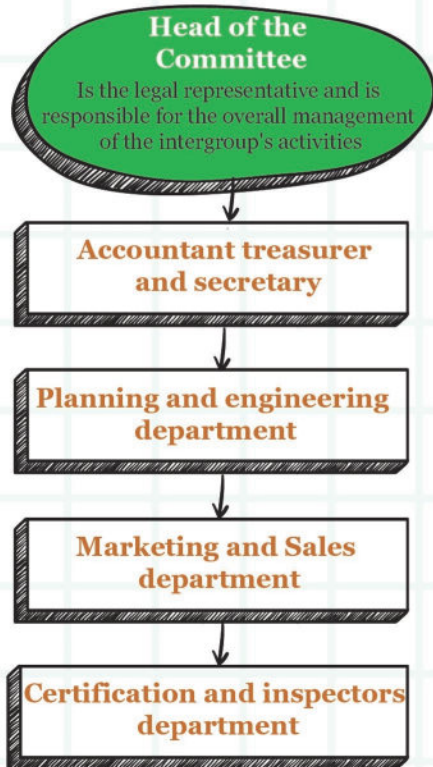 Head of the
Committee
Is the legal representative and is
responsible for the overall management
of the intergroup's activities
Accountant treasurer
and secretary
Planning and engineering
department
Marketing and Sales
department
Certification and inspectors
department